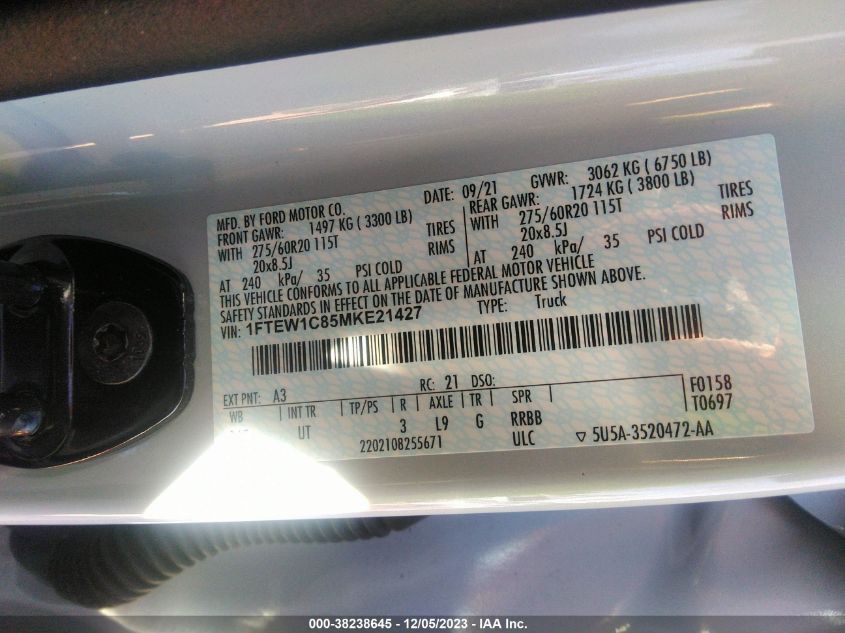 MFD. BY FORD MOTOR CO. DATE: 09/21 GVWR: 3062 KG ( 6750 LB)
FRONT GAWR: 1497 KG ( 3300 LB) REAR GAWR: 1724 KG ( 3800 LB)
WITH 275/60R20 115T TIRES WITH 275/60R20 115T TIRES
20x8.5J RIMS 20x8.5J RIMS
AT 240 kPa/ 35 PSI COLD AT 240 kPa/ 35 PSI COLD
THIS VEHICLE CONFORMS TO ALL APPLICABLE FEDERAL MOTOR VEHICLE
SAFETY STANDARDS IN EFFECT ON THE DATE OF MANUFACTURE SHOWN ABOVE.
VIN: 1FTEW1C85MKE21427 TYPE: Truck
EXT PNT: A3 RC: 21 DSO: F0158
WB INT TR TP/PS R AXLE TR SPR T0697
UT 3 L9 G RRBB
2202108255671 ULC ▽ 5U5A-3520472-AA
000-38238645 - 12/05/2023 - IAA Inc.